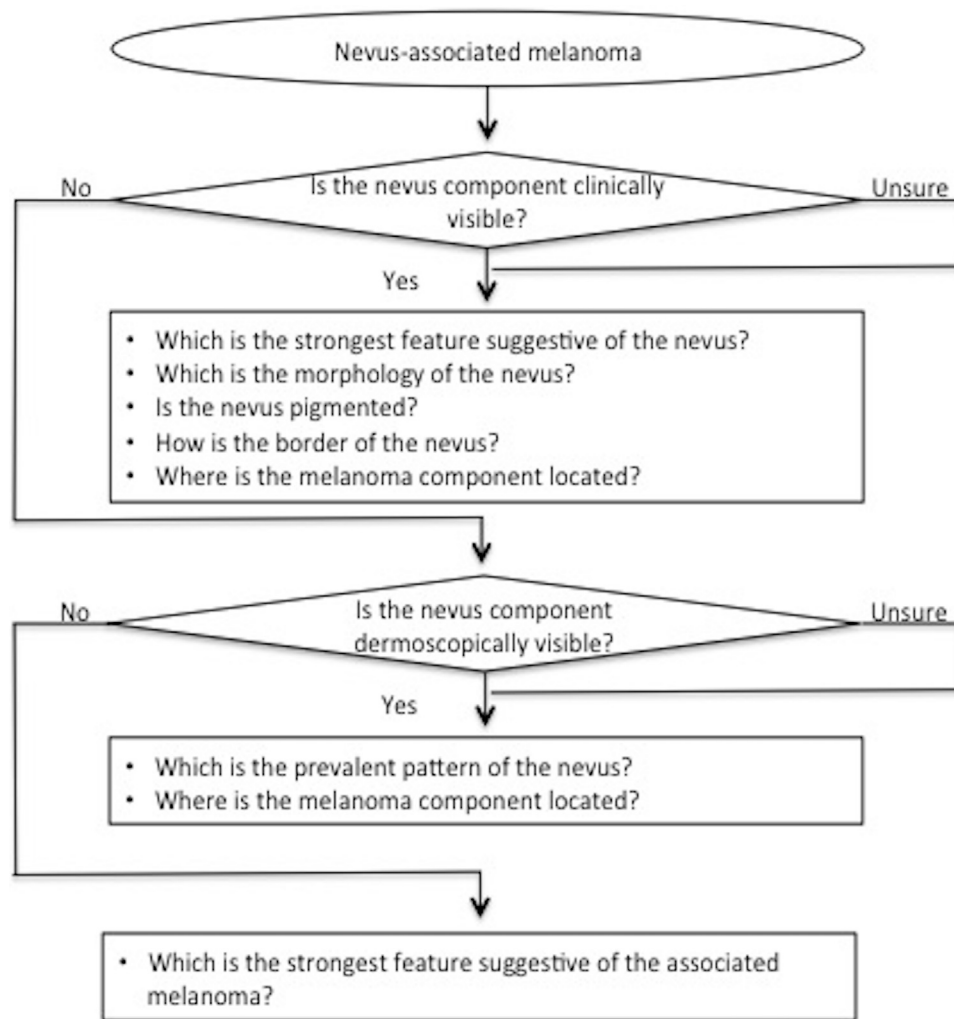 Nevus-associated melanoma
No
Is the nevus component clinically
visible?
Unsure
Yes
• Which is the strongest feature suggestive of the nevus?
• Which is the morphology of the nevus?
• Is the nevus pigmented?
• How is the border of the nevus?
• Where is the melanoma component located?
No
Is the nevus component
dermoscopically visible?
Unsure
Yes
• Which is the prevalent pattern of the nevus?
• Where is the melanoma component located?
• Which is the strongest feature suggestive of the associated
melanoma?